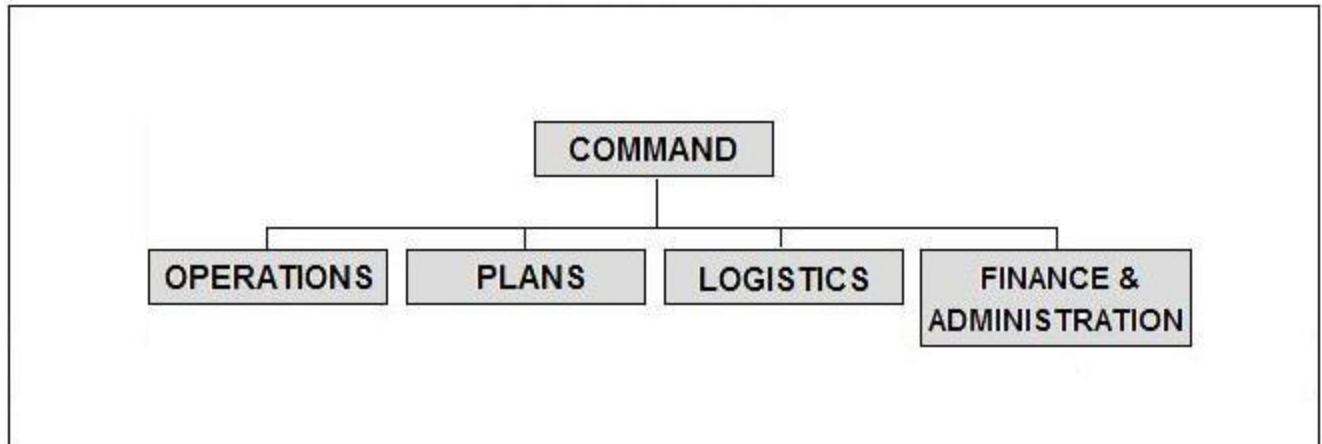 COMMAND
OPERATIONS
PLANS
LOGISTICS
FINANCE &
ADMINISTRATION